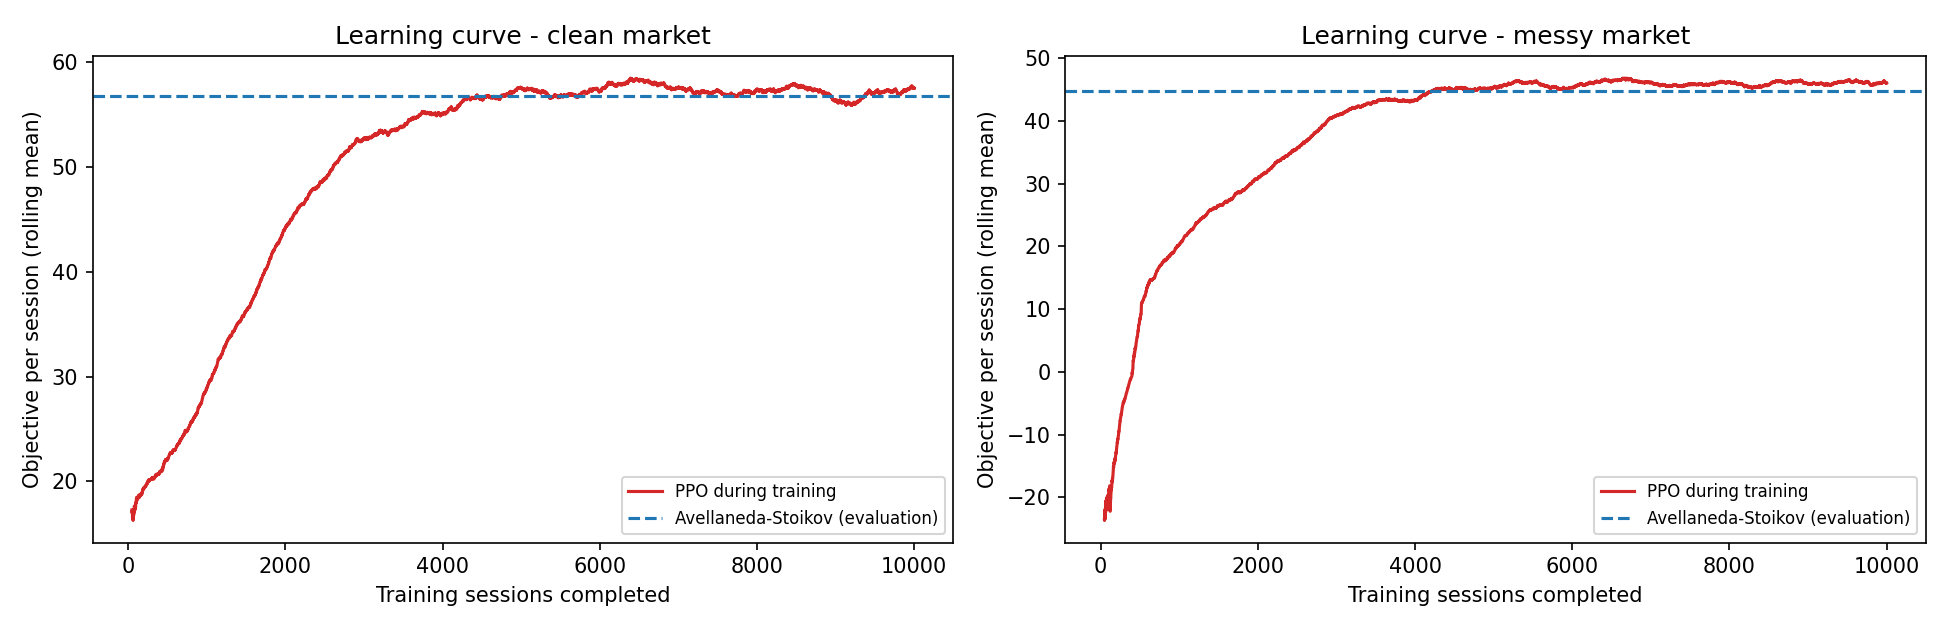 Learning curve - clean market
60
50
40
30
20
Objective per session (rolling mean)
0 2000 4000 6000 8000 10000
Training sessions completed
PPO during training
Avellaneda-Stoikov (evaluation)
Learning curve - messy market
50
40
30
20
10
0
−10
−20
Objective per session (rolling mean)
0 2000 4000 6000 8000 10000
Training sessions completed
PPO during training
Avellaneda-Stoikov (evaluation)